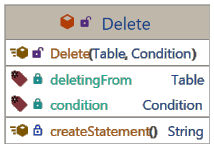 Delete
Delete(Table, Condition)
deletingFrom Table
condition Condition
createStatement() String